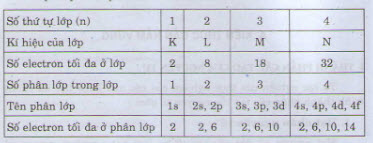 Số thứ tự lớp (n) 1 2 3 4
Kí hiệu của lớp K L M N
Số electron tối đa ở lớp 2 8 18 32
Số phân lớp trong lớp 1 2 3 4
Tên phân lớp 1s 2s, 2p 3s, 3p, 3d 4s, 4p, 4d, 4f
Số electron tối đa ở phân lớp 2 2, 6 2, 6, 10 2, 6, 10, 14